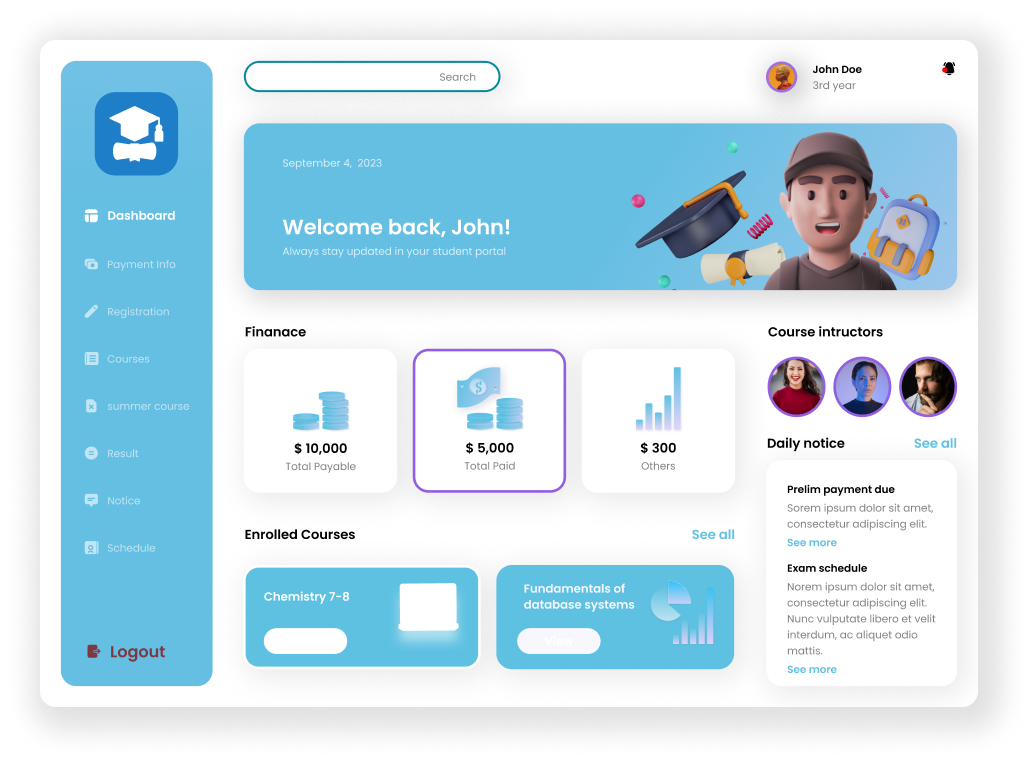 Search
John Doe
3rd year
Dashboard
Payment Info
Registration
Courses
summer course
Result
Notice
Schedule
Logout
September 4, 2023
Welcome back, John!
Always stay updated in your student portal
Finanace
$ 10,000
Total Payable
$
$ 5,000
Total Paid
$ 300
Others
Enrolled Courses
See all
Chemistry 7-8
Fundamentals of
database systems
View
Course intructors
Daily notice
See all
Prelim payment due
Sorem ipsum dolor sit amet,
consectetur adipiscing elit.
See more
Exam schedule
Norem ipsum dolor sit amet,
consectetur adipiscing elit.
Nunc vulputate libero et velit
interdum, ac aliquet odio
mattis.
See more